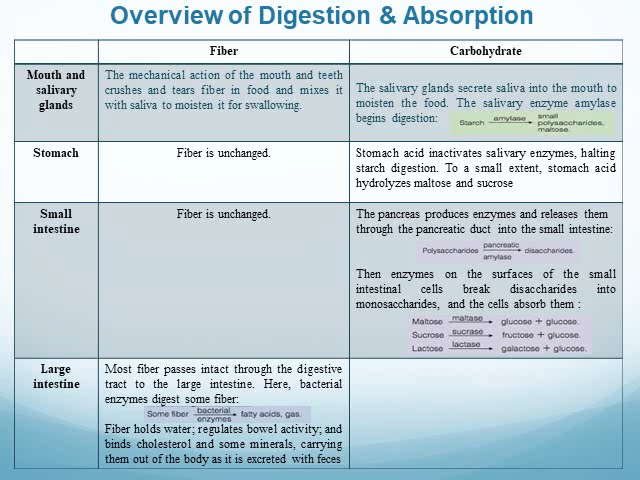 Overview of Digestion & Absorption
Fiber
Carbohydrate
Mouth and
salivary
glands
The mechanical action of the mouth and teeth
crushes and tears fiber in food and mixes it
with saliva to moisten it for swallowing.
The salivary glands secrete saliva into the mouth to
moisten the food. The salivary enzyme amylase
begins digestion:
Starch amylase small
polysaccharides,
maltose.
Stomach
Fiber is unchanged.
Stomach acid inactivates salivary enzymes, halting
starch digestion. To a small extent, stomach acid
hydrolyzes maltose and sucrose
Small
intestine
Fiber is unchanged.
The pancreas produces enzymes and releases them
through the pancreatic duct into the small intestine:
Polysaccharides pancreatic amylase disaccharides.
Then enzymes on the surfaces of the small
intestinal cells break disaccharides into
monosaccharides, and the cells absorb them :
Maltose maltase glucose + glucose.
Sucrose sucrase fructose + glucose.
Lactose lactase galactose + glucose.
Large
intestine
Most fiber passes intact through the digestive
tract to the large intestine. Here, bacterial
enzymes digest some fiber:
Some fiber bacterial enzymes fatty acids, gas.
Fiber holds water; regulates bowel activity; and
binds cholesterol and some minerals, carrying
them out of the body as it is excreted with feces